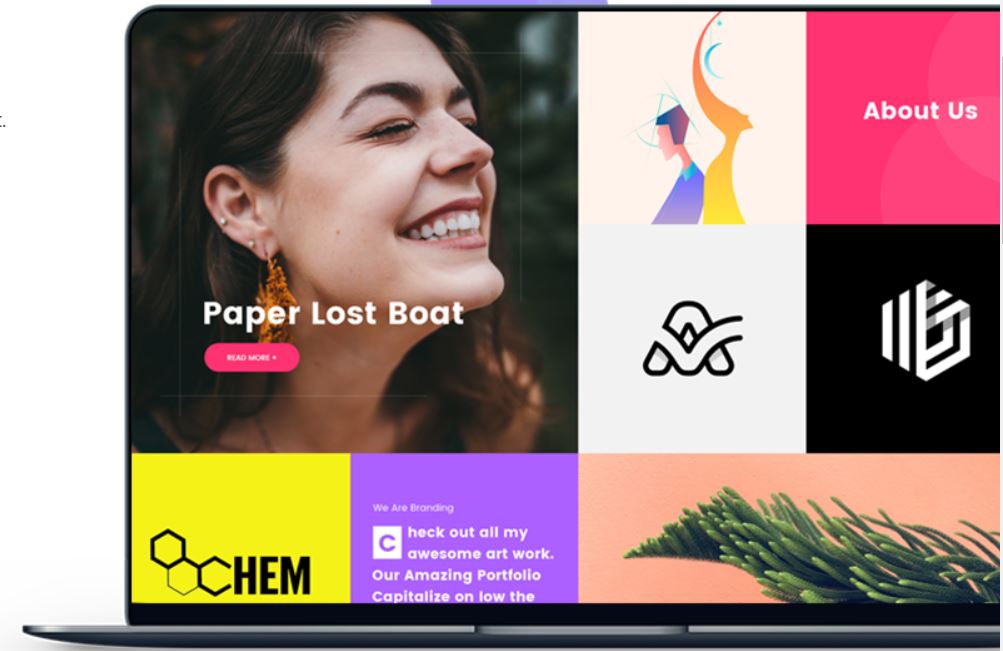 t.
About Us
Paper Lost Boat
READ MORE +
CHEM
We Are Branding
Check out all my
awesome art work.
Our Amazing Portfolio
Capitalize on low the